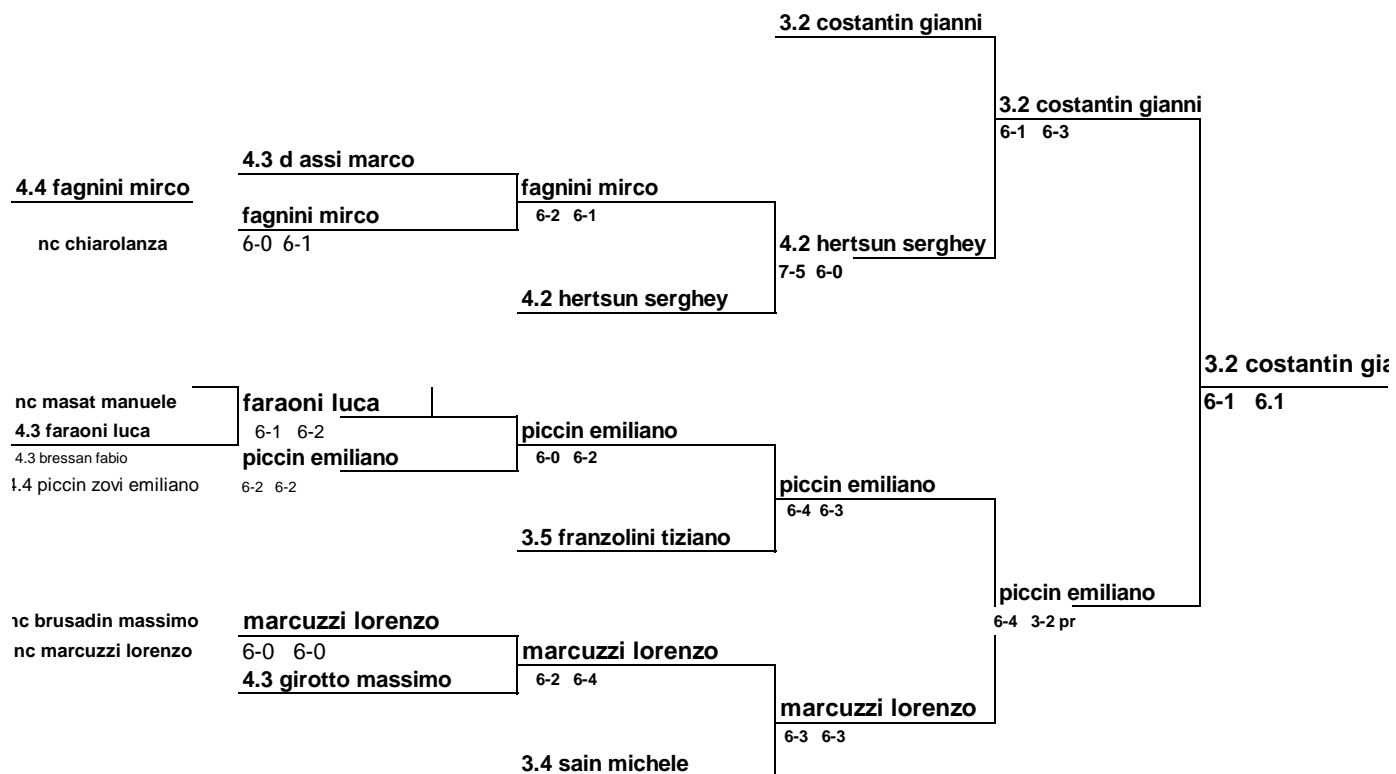 3.2 costantin gianni
3.2 costantin gianni
6-1 6-3
4.3 d assi marco
4.4 fagnini mirco
fagnini mirco
fagnini mirco
6-2 6-1
nc chiarolanza
6-0 6-1
4.2 hertsun serghey
7-5 6-0
4.2 hertsun serghey
3.2 costantin gia
6-1 6.1
nc masat manuele
faraoni luca
4.3 faraoni luca
6-1 6-2
piccin emiliano
6-0 6-2
4.3 bressan fabio
piccin emiliano
4.4 piccin zovi emiliano
6-2 6-2
piccin emiliano
6-4 6-3
3.5 franzolini tiziano
piccin emiliano
6-4 3-2 pr
nc brusadin massimo
marcuzzi lorenzo
nc marcuzzi lorenzo
6-0 6-0
marcuzzi lorenzo
6-2 6-4
4.3 girotto massimo
marcuzzi lorenzo
6-3 6-3
3.4 sain michele